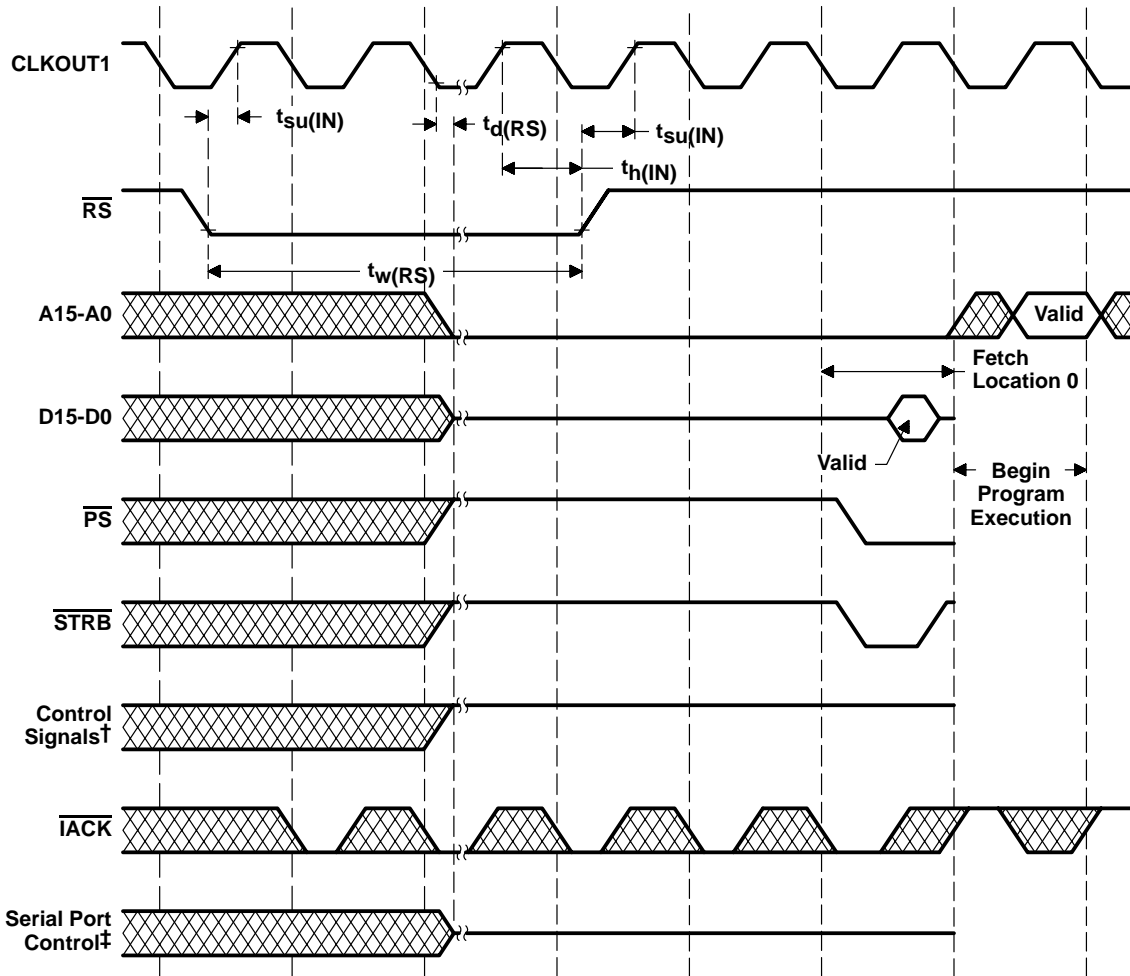 CLKOUT1
tsu(IN)
td(RS)
tsu(IN)
th(IN)
RS
tw(RS)
A15-A0
Valid
Fetch
Location 0
D15-D0
Valid
Begin
Program
Execution
PS
STRB
Control
Signals†
IACK
Serial Port
Control‡